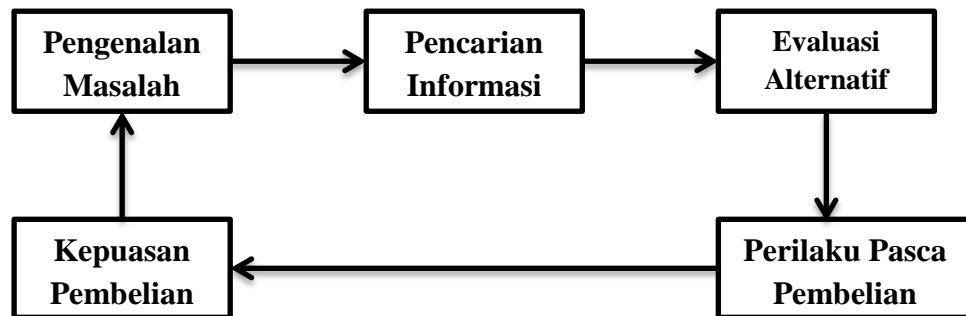 Pengenalan
Masalah
Pencarian
Informasi
Evaluasi
Alternatif
Kepuasan
Pembelian
Perilaku Pasca
Pembelian